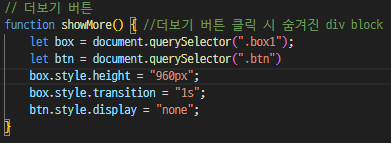 // 더보기 버튼
function showMore() { //더보기 버튼 클릭 시 숨겨진 div block
let box = document.querySelector(".box1");
let btn = document.querySelector(".btn")
box.style.height = "960px";
box.style.transition = "1s";
btn.style.display = "none";
}